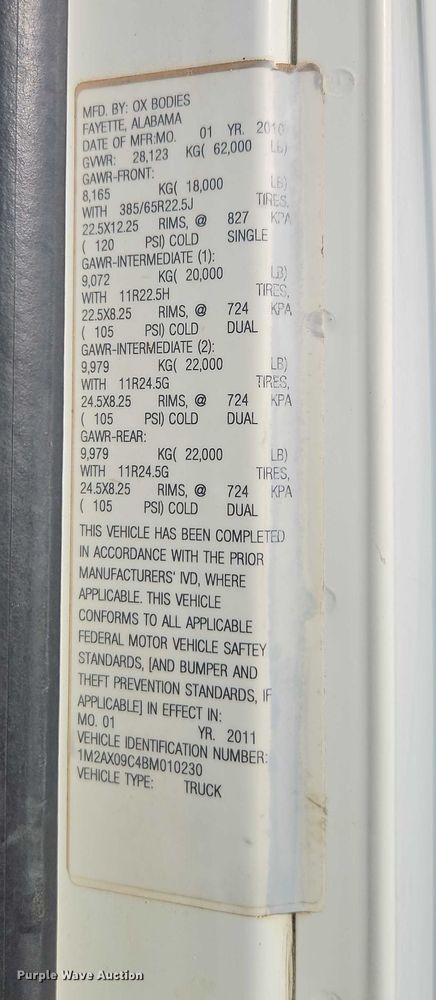 MFD. BY: OX BODIES
FAYETTE, ALABAMA
DATE OF MFR:MO. 01 YR. 2010
GVWR: 28,123 KG( 62,000 LB)
GAWR-FRONT:
8,165 KG( 18,000 LB)
WITH 385/65R22.5J TIRES,
22.5X12.25 RIMS, @ 827 KPA
( 120 PSI) COLD SINGLE
GAWR-INTERMEDIATE (1):
9,072 KG( 20,000 LB)
WITH 11R22.5H TIRES,
22.5X8.25 RIMS, @ 724 KPA
( 105 PSI) COLD DUAL
GAWR-INTERMEDIATE (2):
9,979 KG( 22,000 LB)
WITH 11R24.5G TIRES,
24.5X8.25 RIMS, @ 724 KPA
( 105 PSI) COLD DUAL
GAWR-REAR:
9,979 KG( 22,000 LB)
WITH 11R24.5G TIRES,
24.5X8.25 RIMS, @ 724 KPA
( 105 PSI) COLD DUAL
THIS VEHICLE HAS BEEN COMPLETED
IN ACCORDANCE WITH THE PRIOR
MANUFACTURERS' IVD, WHERE
APPLICABLE. THIS VEHICLE
CONFORMS TO ALL APPLICABLE
FEDERAL MOTOR VEHICLE SAFTEY
STANDARDS, [AND BUMPER AND
THEFT PREVENTION STANDARDS, IF
APPLICABLE] IN EFFECT IN:
MO. 01 YR. 2011
VEHICLE IDENTIFICATION NUMBER:
1M2AX09C4BM010230
VEHICLE TYPE: TRUCK
Purple Wave Auction